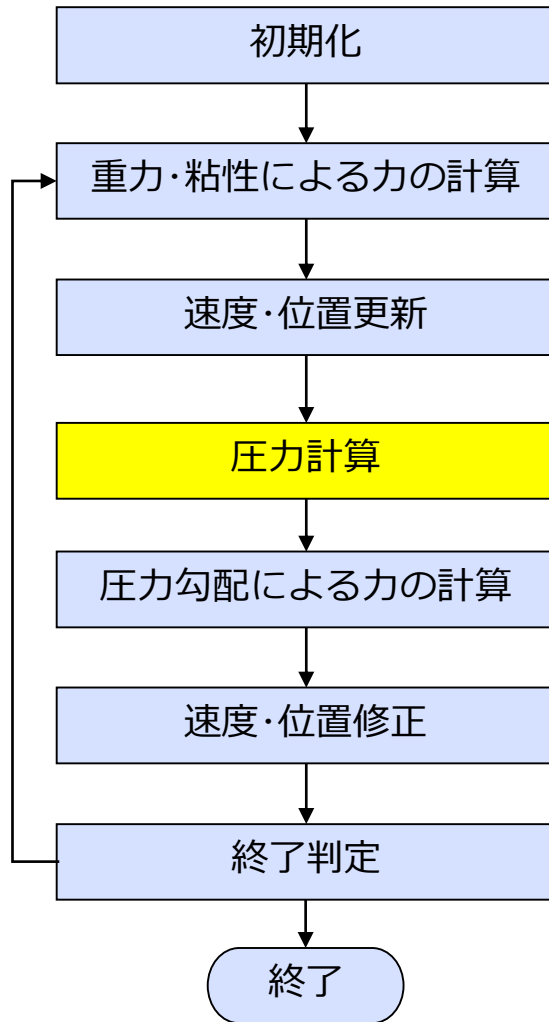 初期化
重力･粘性による力の計算
速度･位置更新
圧力計算
圧力勾配による力の計算
速度･位置修正
終了判定
終了